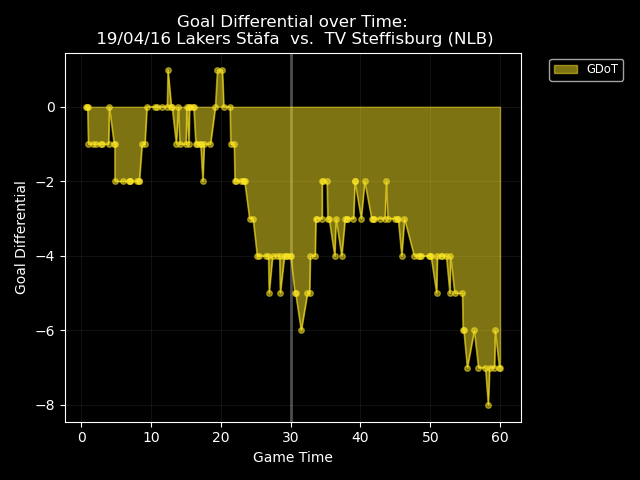 Goal Differential over Time:
19/04/16 Lakers Stäfa  vs.  TV Steffisburg (NLB)
GDoT
Goal Differential
0
−2
−4
−6
−8
0 10 20 30 40 50 60
Game Time